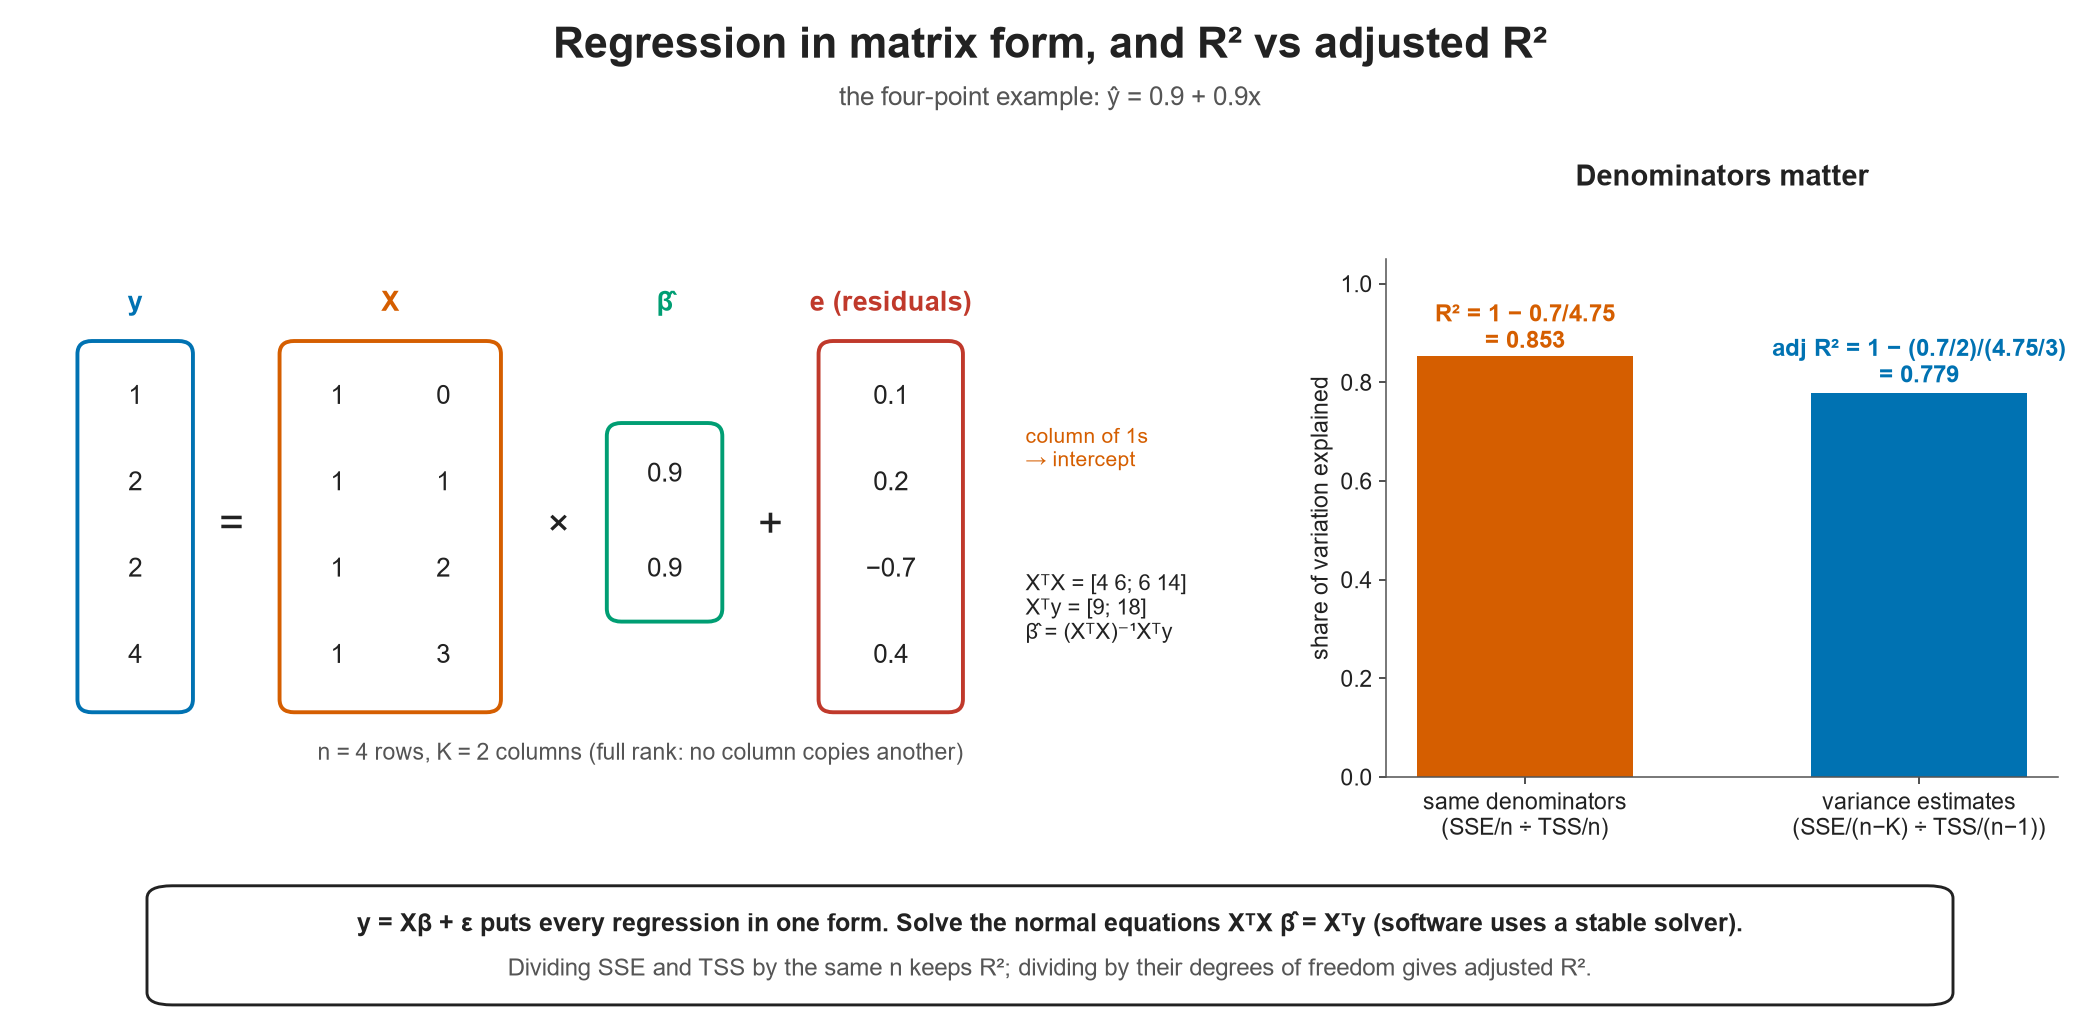 Regression in matrix form, and R² vs adjusted R²
the four-point example: ŷ = 0.9 + 0.9x
y
X
β̂
e (residuals)
1
1 0
0.1
2
1 1
0.2
2
1 2
−0.7
4
1 3
0.4
=
×
0.9
0.9
+
column of 1s
→ intercept
XᵀX = [4 6; 6 14]
Xᵀy = [9; 18]
β̂ = (XᵀX)⁻¹Xᵀy
n = 4 rows, K = 2 columns (full rank: no column copies another)
Denominators matter
share of variation explained
1.0
0.8
0.6
0.4
0.2
0.0
R² = 1 − 0.7/4.75
= 0.853
adj R² = 1 − (0.7/2)/(4.75/3)
= 0.779
same denominators
(SSE/n ÷ TSS/n)
variance estimates
(SSE/(n−K) ÷ TSS/(n−1))
y = Xβ + ε puts every regression in one form. Solve the normal equations XᵀX β̂ = Xᵀy (software uses a stable solver).
Dividing SSE and TSS by the same n keeps R²; dividing by their degrees of freedom gives adjusted R².